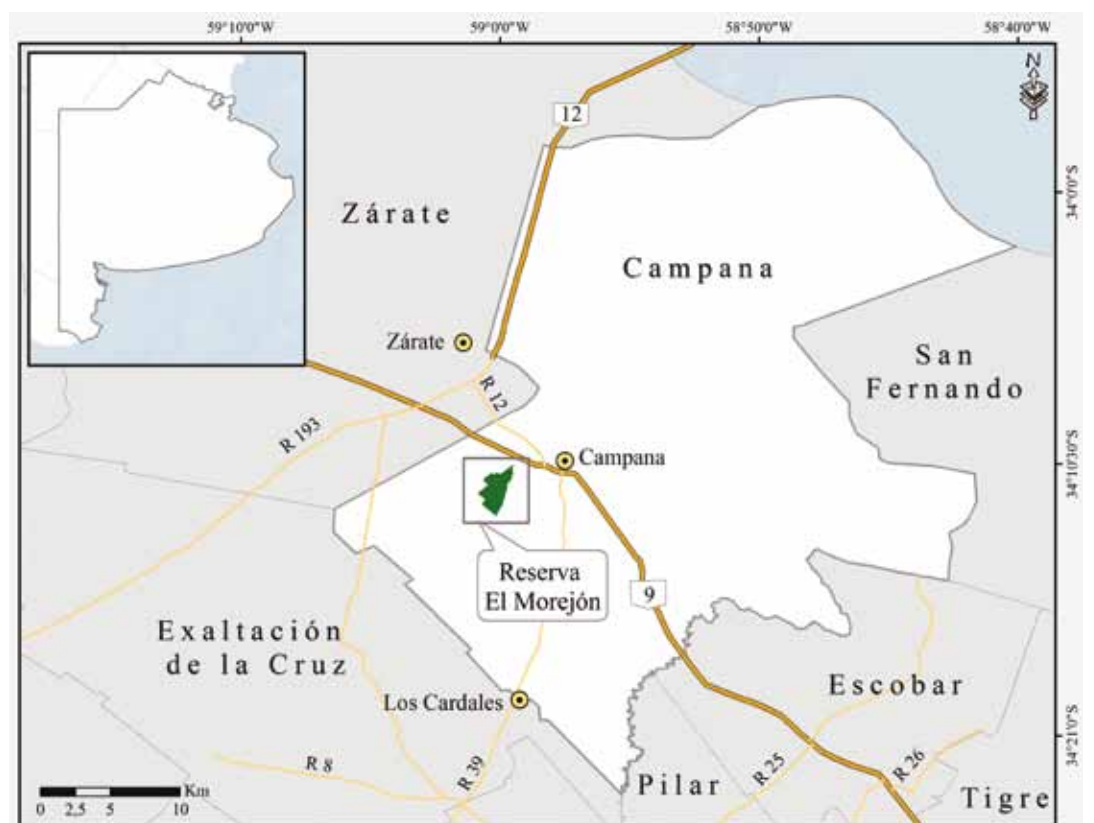 59°10'0"W
59°0'0"W
58°50'0"W
58°40'0"W
N
12
34°0'0"S
Zárate
Campana
Zárate
San
Fernando
R 12
R 193
Campana
34°10'30"S
Reserva
El Morejón
9
Exaltación
de la Cruz
Escobar
Los Cardales
34°21'0"S
R 8
R 39
Pilar
R 25
R 26
Tigre
Km
0 2,5 5 10